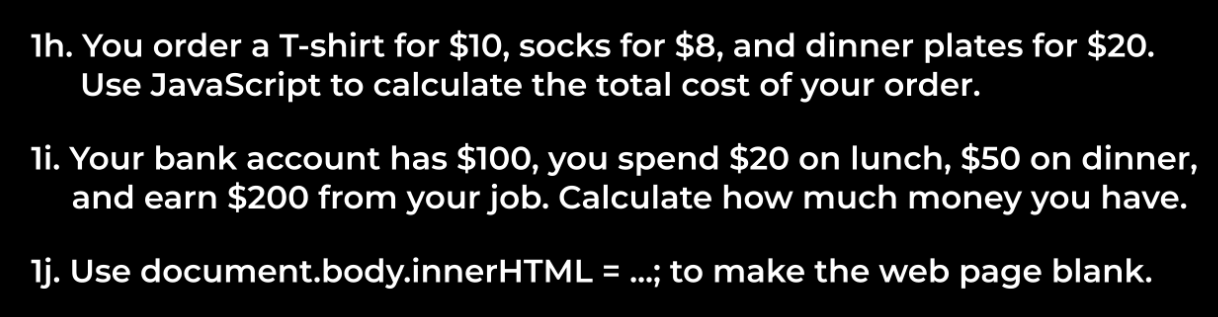 1h. You order a T-shirt for $10, socks for $8, and dinner plates for $20.
Use JavaScript to calculate the total cost of your order.
1i. Your bank account has $100, you spend $20 on lunch, $50 on dinner,
and earn $200 from your job. Calculate how much money you have.
1j. Use document.body.innerHTML = ...; to make the web page blank.